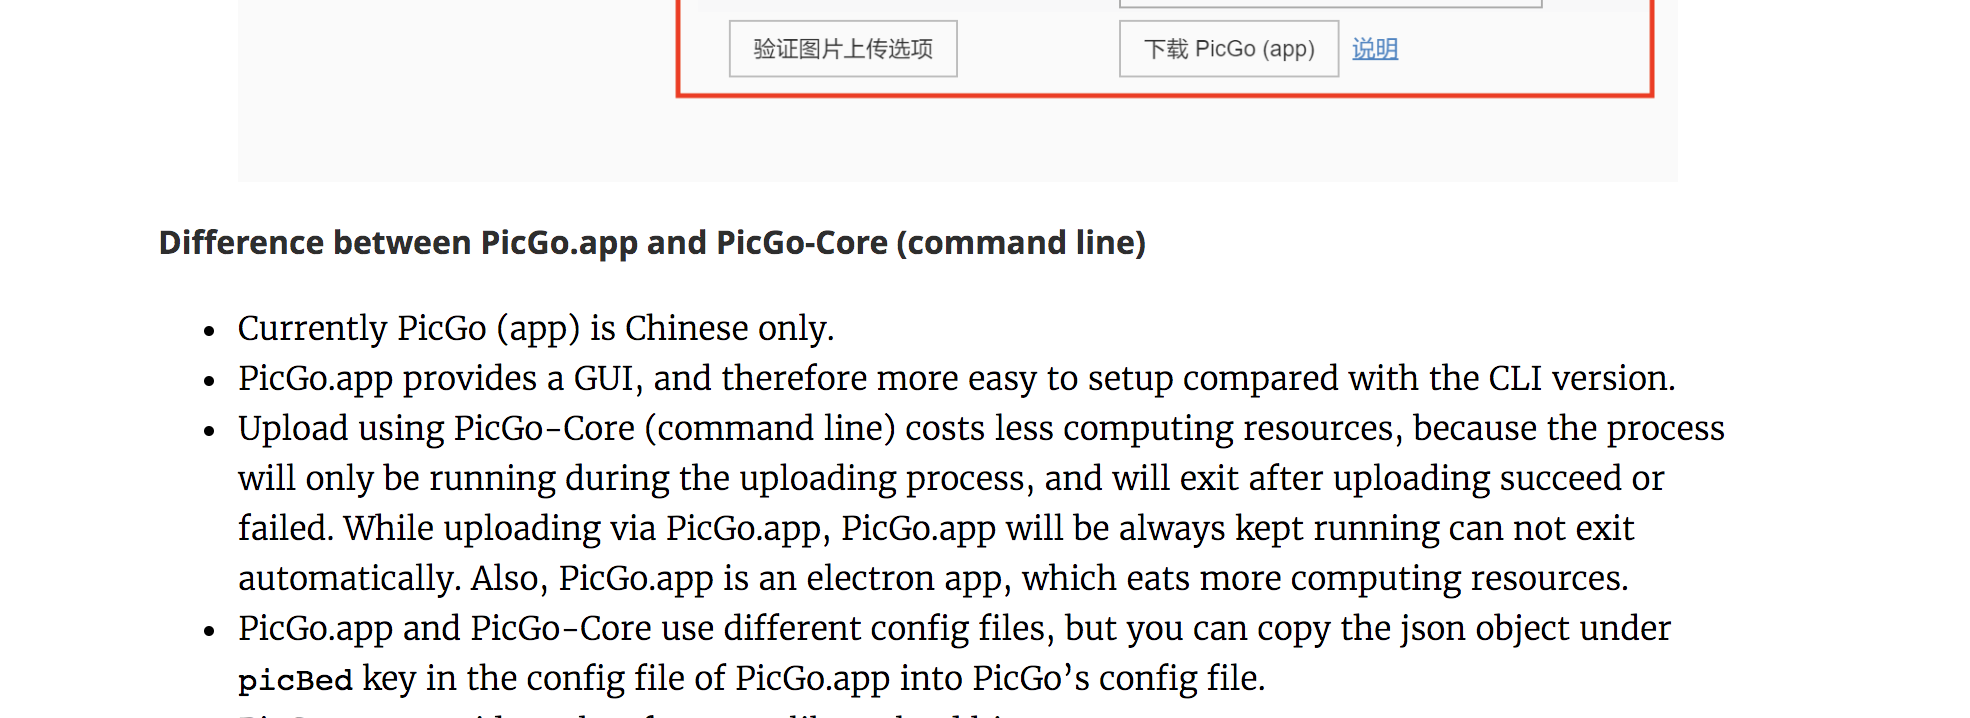 验证图片上传选项 下载 PicGo (app) 说明
Difference between PicGo.app and PicGo-Core (command line)
• Currently PicGo (app) is Chinese only.
• PicGo.app provides a GUI, and therefore more easy to setup compared with the CLI version.
• Upload using PicGo-Core (command line) costs less computing resources, because the process
will only be running during the uploading process, and will exit after uploading succeed or
failed. While uploading via PicGo.app, PicGo.app will be always kept running can not exit
automatically. Also, PicGo.app is an electron app, which eats more computing resources.
• PicGo.app and PicGo-Core use different config files, but you can copy the json object under
picBed key in the config file of PicGo.app into PicGo’s config file.